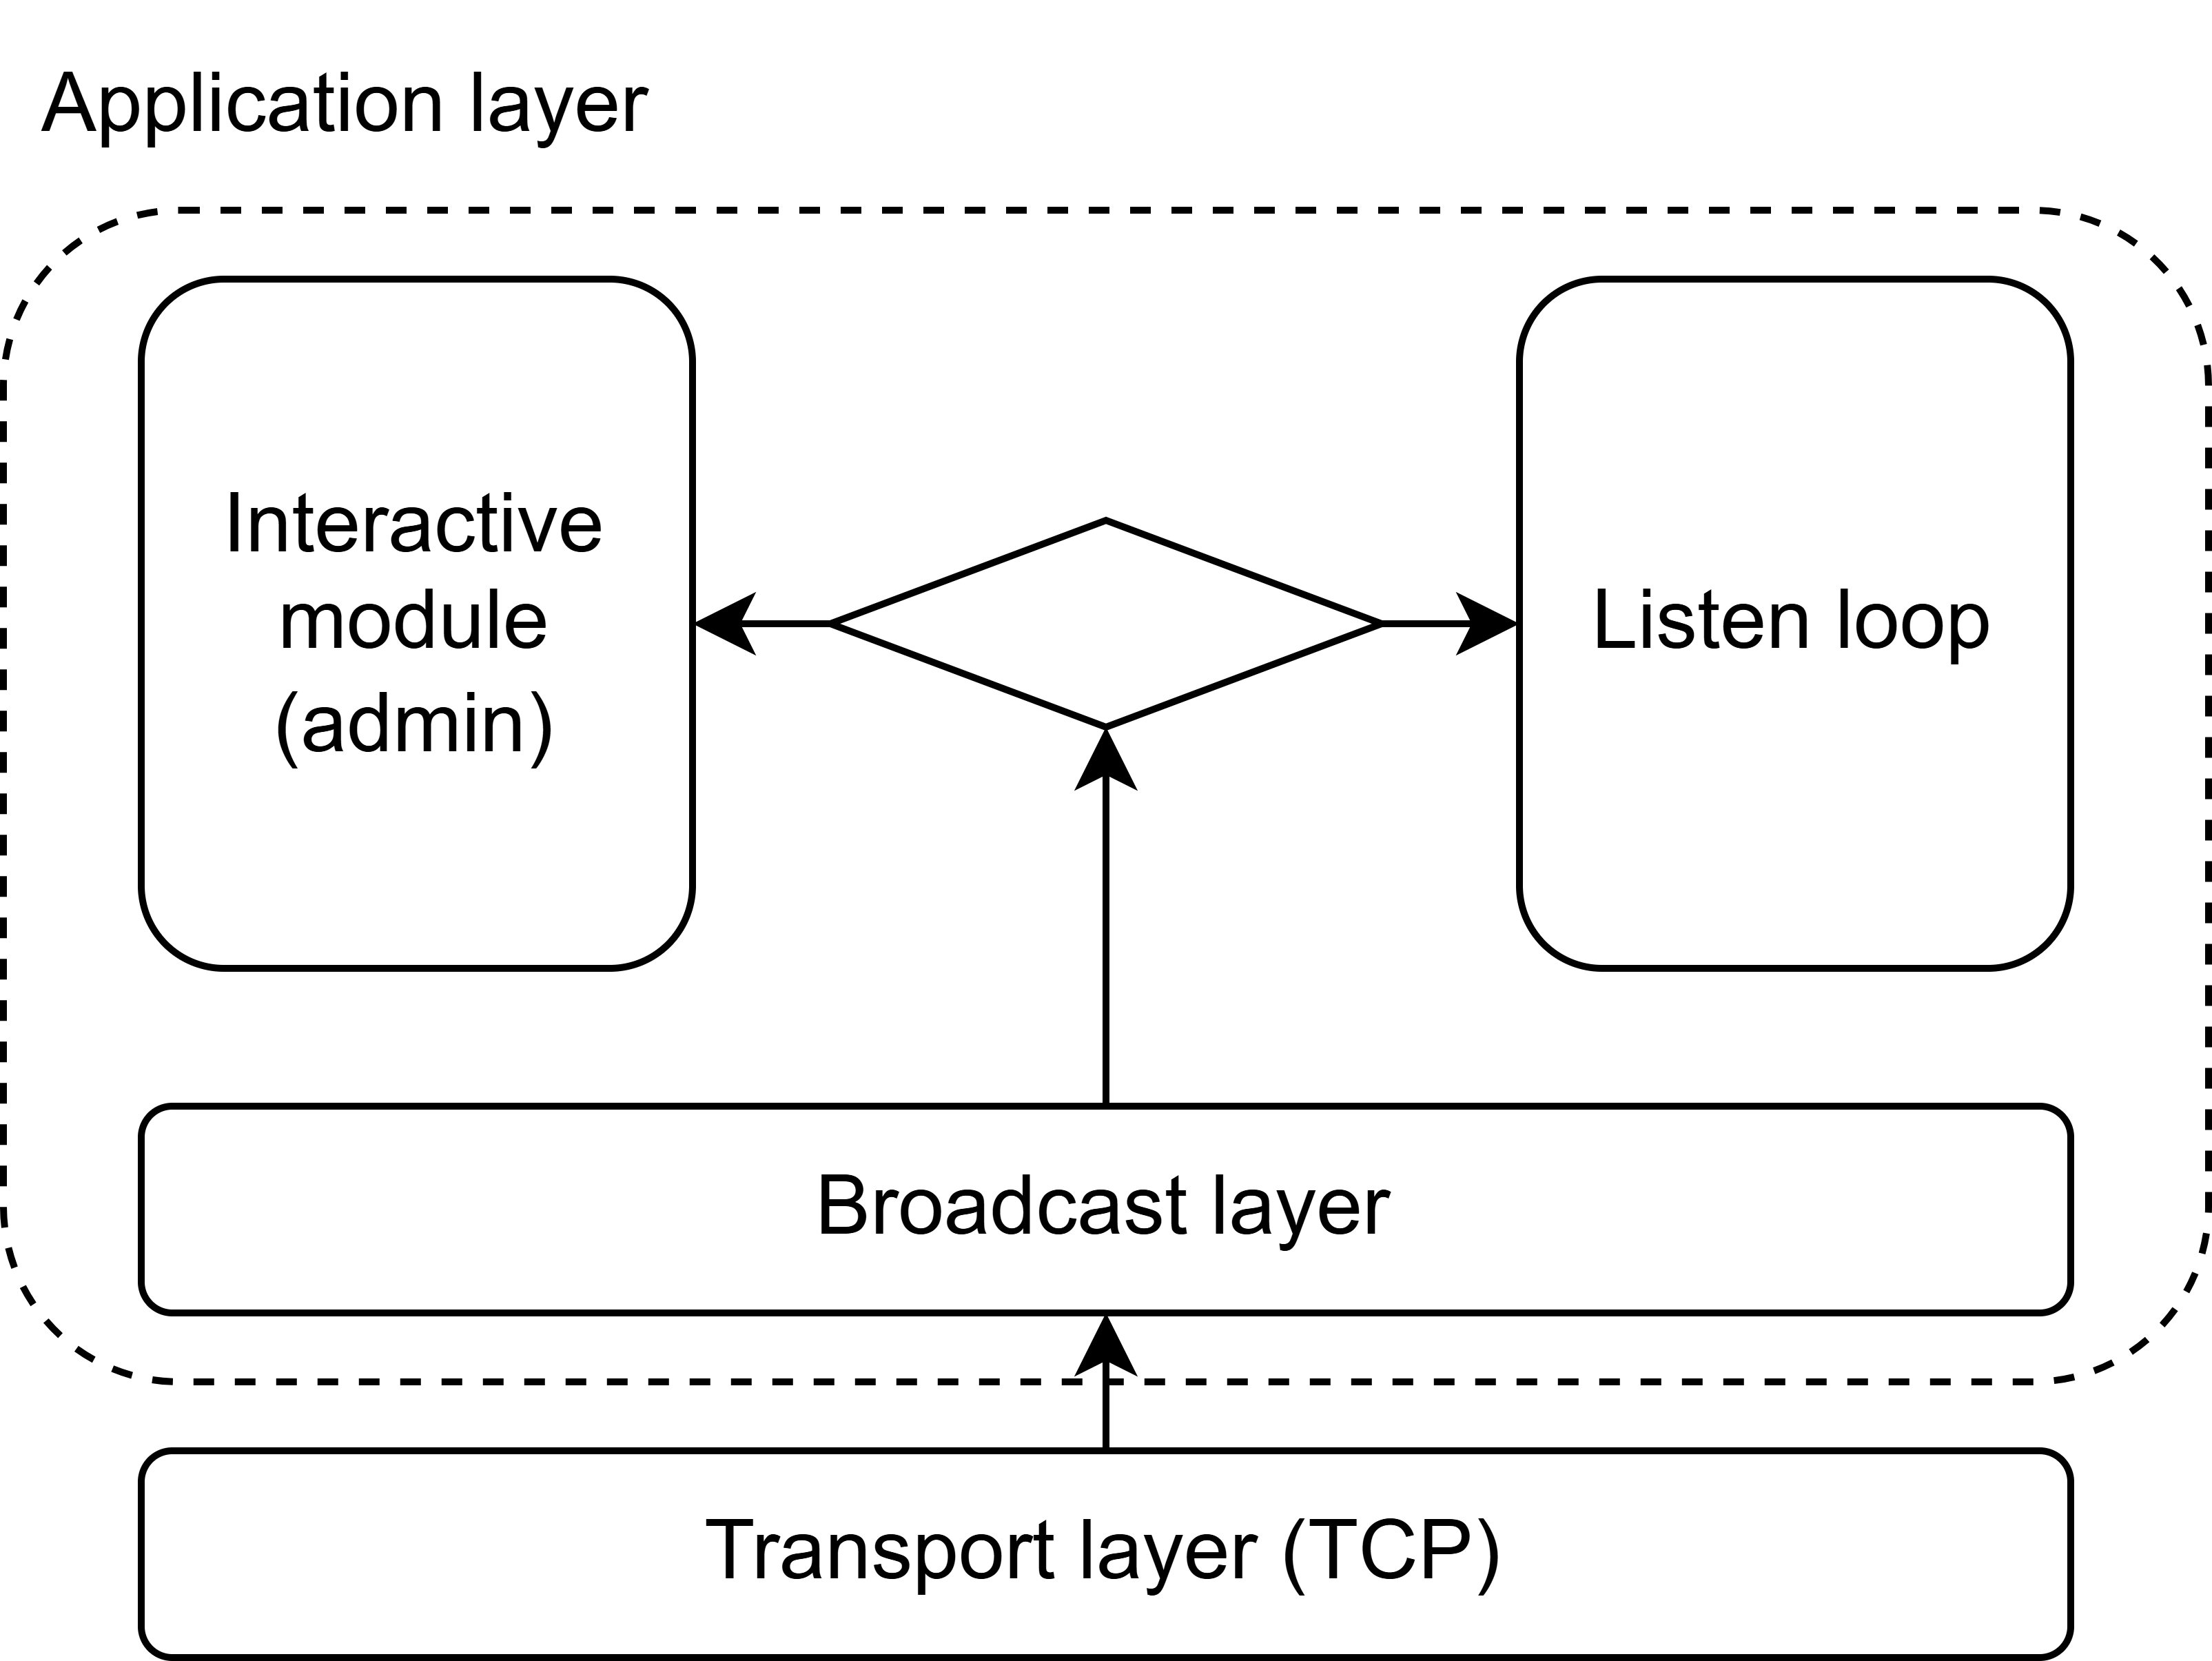 Application layer
Interactive
module
(admin)
Listen loop
Broadcast layer
Transport layer (TCP)